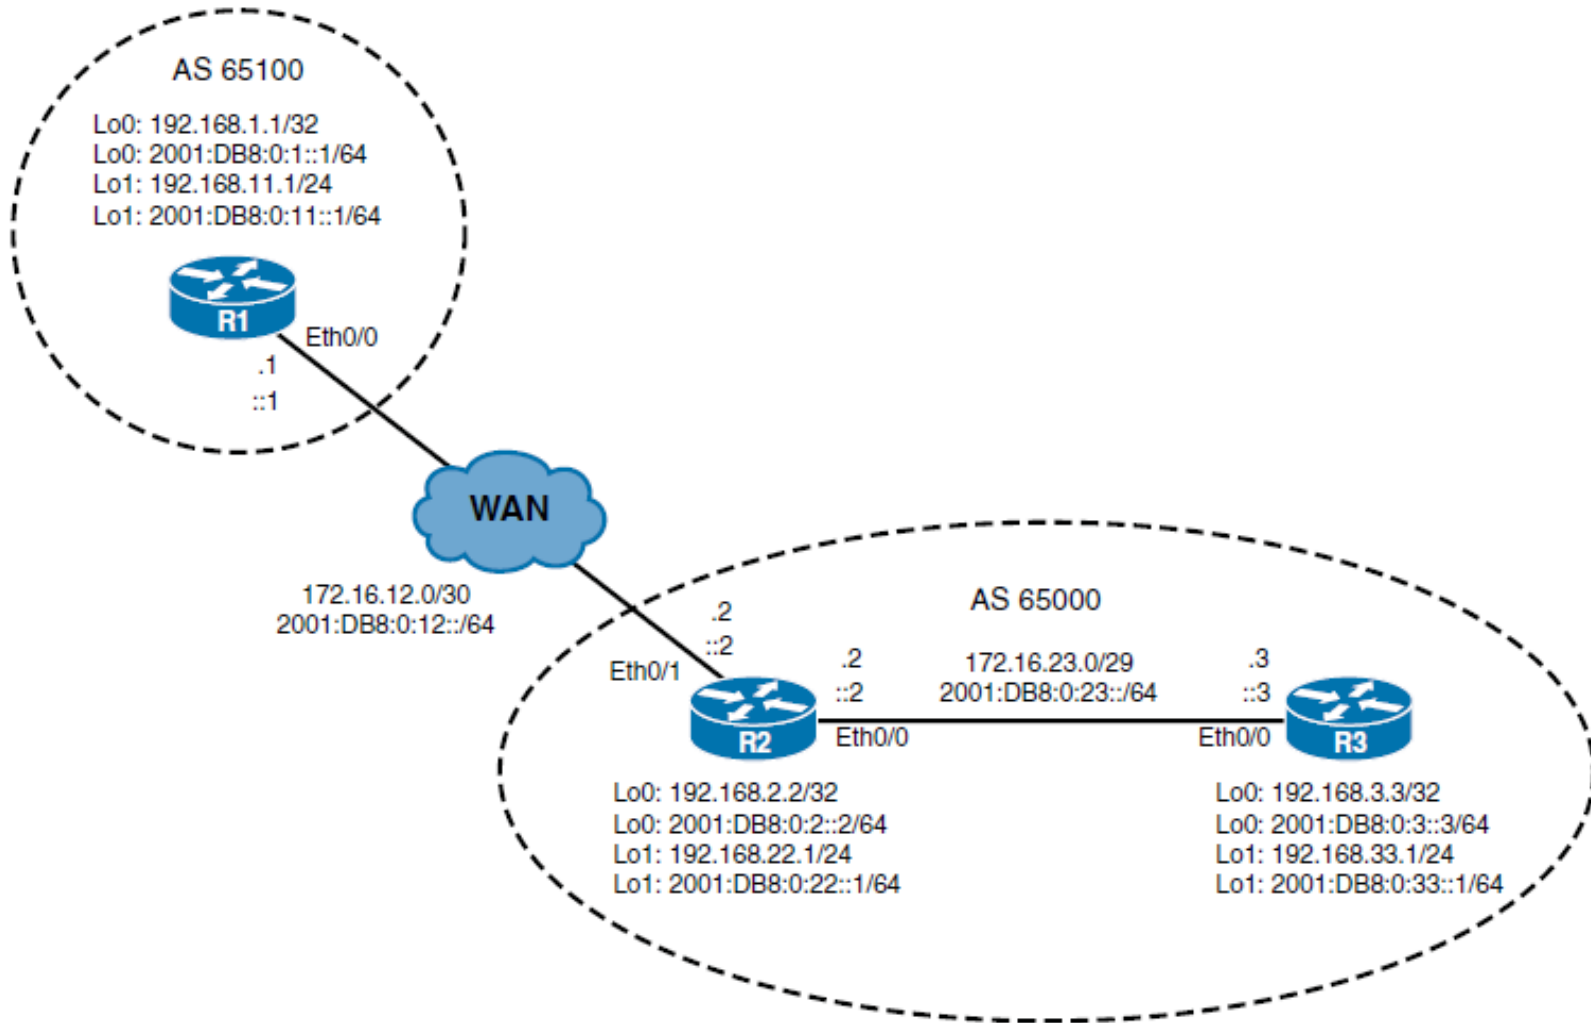 AS 65100
Lo0: 192.168.1.1/32
Lo0: 2001:DB8:0:1::1/64
Lo1: 192.168.11.1/24
Lo1: 2001:DB8:0:11::1/64
R1
Eth0/0
.1
::1
WAN
172.16.12.0/30
2001:DB8:0:12::/64
.2
::2
Eth0/1
AS 65000
.2
::2
172.16.23.0/29
2001:DB8:0:23::/64
.3
::3
R2
Eth0/0
Eth0/0
R3
Lo0: 192.168.2.2/32
Lo0: 2001:DB8:0:2::2/64
Lo1: 192.168.22.1/24
Lo1: 2001:DB8:0:22::1/64
Lo0: 192.168.3.3/32
Lo0: 2001:DB8:0:3::3/64
Lo1: 192.168.33.1/24
Lo1: 2001:DB8:0:33::1/64